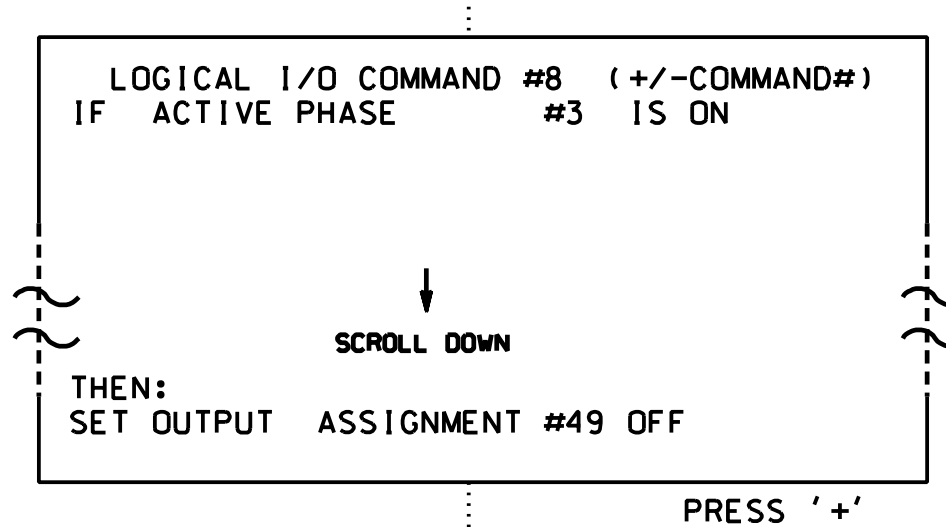 LOGICAL I/O COMMAND #8 (+/-COMMAND#)
IF ACTIVE PHASE #3 IS ON
SCROLL DOWN
THEN:
SET OUTPUT ASSIGNMENT #49 OFF
PRESS '+'